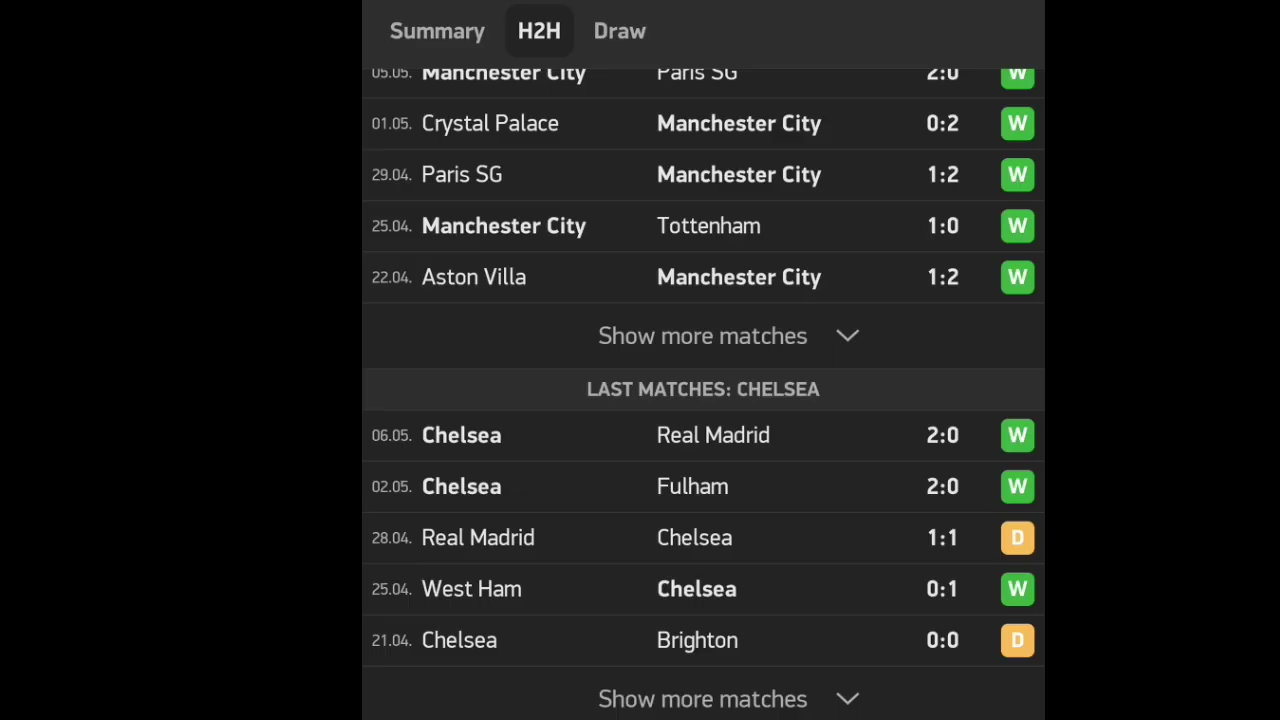 Summary H2H Draw
05.05. Manchester City Paris SG 2:0 W
01.05. Crystal Palace Manchester City 0:2 W
29.04. Paris SG Manchester City 1:2 W
25.04. Manchester City Tottenham 1:0 W
22.04. Aston Villa Manchester City 1:2 W
Show more matches
LAST MATCHES: CHELSEA
06.05. Chelsea Real Madrid 2:0 W
02.05. Chelsea Fulham 2:0 W
28.04. Real Madrid Chelsea 1:1 D
25.04. West Ham Chelsea 0:1 W
21.04. Chelsea Brighton 0:0 D
Show more matches